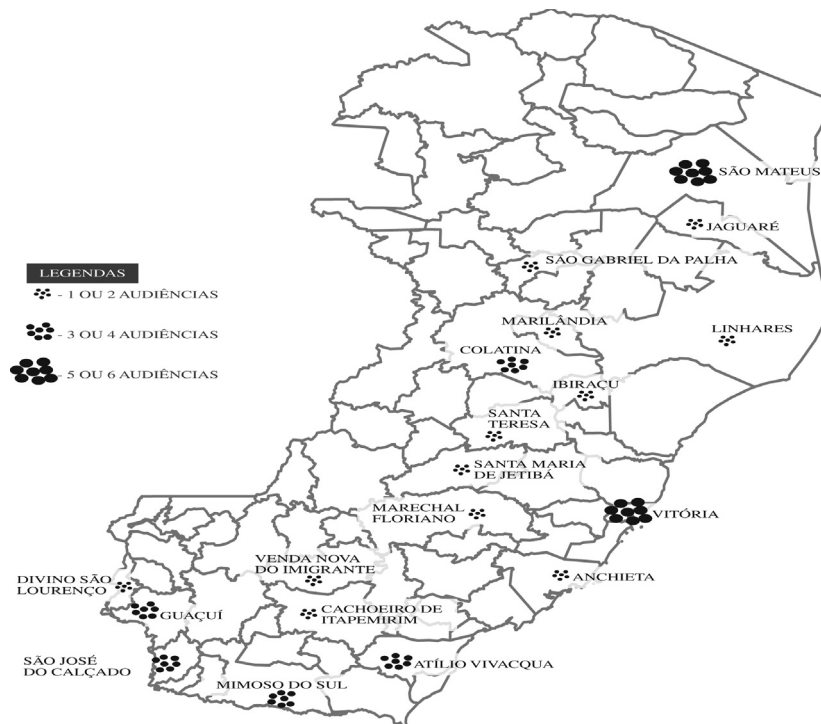 SÃO MATEUS
JAGUARÉ
SÃO GABRIEL DA PALHA
LEGENDAS
- 1 OU 2 AUDIÊNCIAS
- 3 OU 4 AUDIÊNCIAS
- 5 OU 6 AUDIÊNCIAS
MARILÂNDIA
LINHARES
COLATINA
IBIRAÇU
SANTA
TERESA
SANTA MARIA
DE JETIBÁ
MARECHAL
FLORIANO
VITÓRIA
VENDA NOVA
DO IMIGRANTE
ANCHIETA
DIVINO SÃO
LOURENÇO
GUAÇUÍ
CACHOEIRO DE
ITAPEMIRIM
SÃO JOSÉ
DO CALÇADO
ATÍLIO VIVACQUA
MIMOSO DO SUL